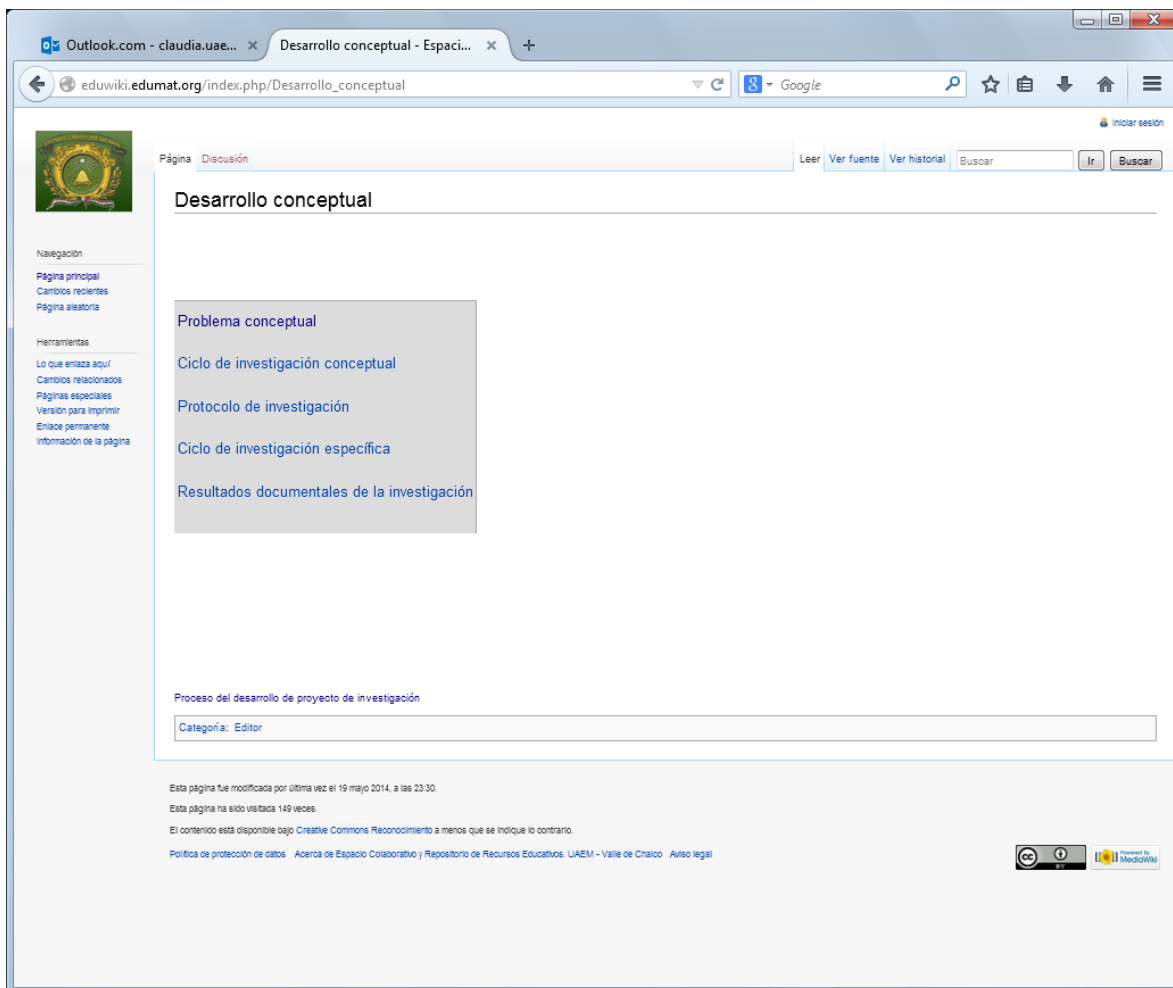 Outlook.com - claudia.uae...
Desarrollo conceptual - Espaci...
eduwiki.edumat.org/index.php/Desarrollo_conceptual
Google
Iniciar sesión
Página Discusión
Leer Ver fuente Ver historial Buscar Ir Buscar
Desarrollo conceptual
Navegación
Página principal
Cambios recientes
Página aleatoria
Herramientas
Lo que enlaza aquí
Cambios relacionados
Páginas especiales
Versión para imprimir
Enlace permanente
Información de la página
Problema conceptual
Ciclo de investigación conceptual
Protocolo de investigación
Ciclo de investigación específica
Resultados documentales de la investigación
Proceso del desarrollo de proyecto de investigación
Categoría: Editor
Esta página fue modificada por última vez el 19 mayo 2014, a las 23:30.
Esta página ha sido visitada 149 veces.
El contenido está disponible bajo Creative Commons Reconocimiento a menos que se indique lo contrario.
Política de protección de datos Acerca de Espacio Colaborativo y Repositorio de Recursos Educativos. UAEM - Valle de Chalco Aviso legal
cc BY
Powered By
MediaWiki